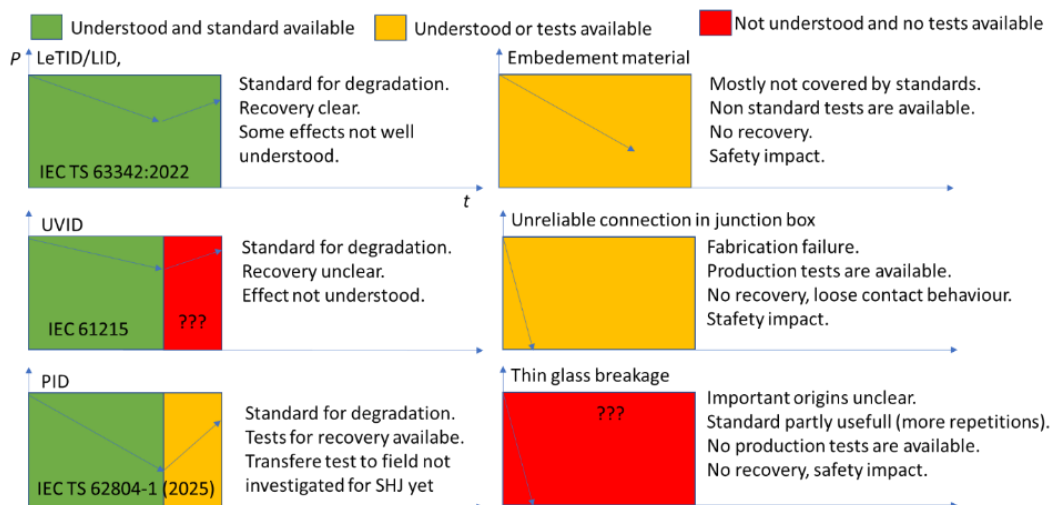 Understood and standard available
Understood or tests available
Not understood and no tests available
P
LeTID/LID,
Standard for degradation.
Recovery clear.
Some effects not well
understood.
IEC TS 63342:2022
t
Embedement material
Mostly not covered by standards.
Non standard tests are available.
No recovery.
Safety impact.
UVID
Standard for degradation.
Recovery unclear.
Effect not understood.
IEC 61215
???
Unreliable connection in junction box
Fabrication failure.
Production tests are available.
No recovery, loose contact behaviour.
Stafety impact.
PID
Standard for degradation.
Tests for recovery availabe.
Transfere test to field not
investigated for SHJ yet
IEC TS 62804-1 (2025)
Thin glass breakage
???
Important origins unclear.
Standard partly usefull (more repetitions).
No production tests are available.
No recovery, safety impact.